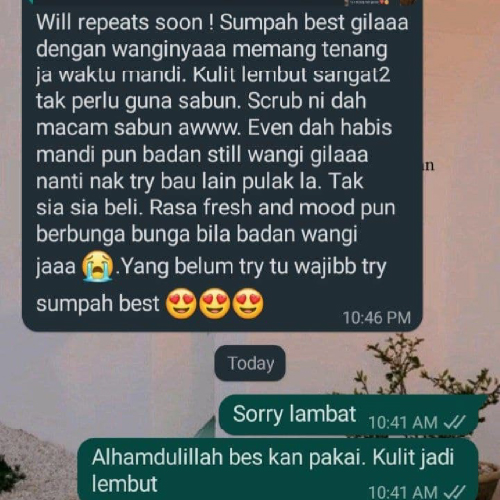 Will repeats soon ! Sumpah best gilaaa
dengan wanginyaaa memang tenang
ja waktu mandi. Kulit lembut sangat2
tak perlu guna sabun. Scrub ni dah
macam sabun awww. Even dah habis
mandi pun badan still wangi gilaaa
nanti nak try bau lain pulak la. Tak
sia sia beli. Rasa fresh and mood pun
berbunga bunga bila badan wangi
jaaa 😭.Yang belum try tu wajibb try
sumpah best 😍😍😍
10:46 PM
Today
Sorry lambat 10:41 AM
Alhamdulillah bes kan pakai. Kulit jadi
lembut 10:41 AM